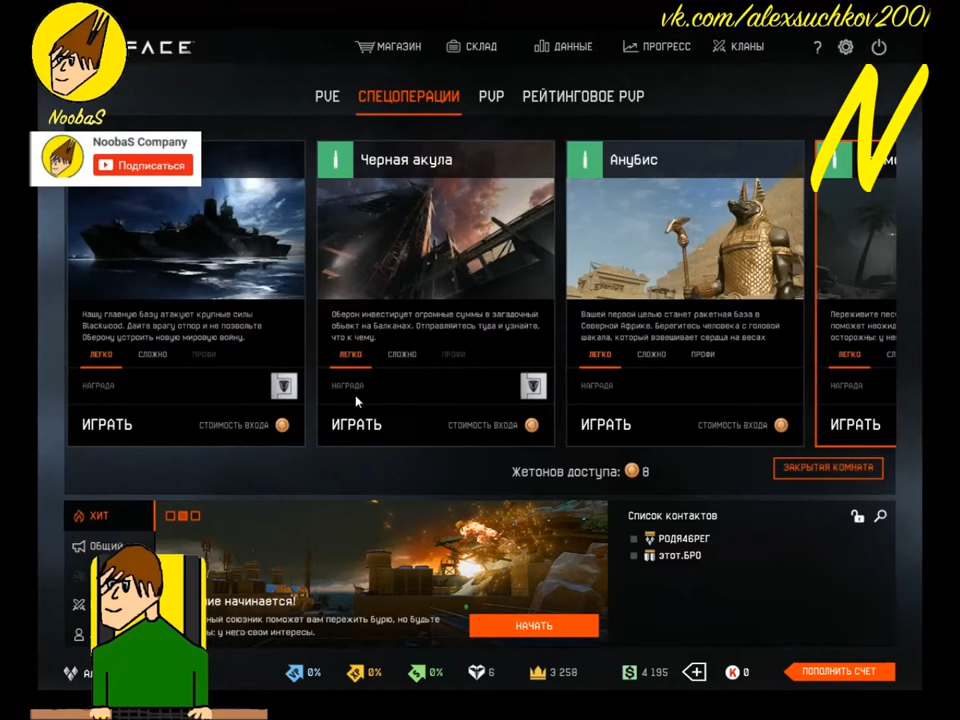 vk.com/alexsuchkov200
FACE
МАГАЗИН
СКЛАД
ДАННЫЕ
ПРОГРЕСС
КЛАНЫ
?
NoobaS
PVE
СПЕЦОПЕРАЦИИ
PVP
РЕЙТИНГОВОЕ PVP
N
NoobaS Company
Подписаться
Черная акула
Анубис
Нашу главную базу атакуют крупные силы
Blackwood. Дайте врагу отпор и не позвольте
Оберону устроить новую мировую войну.
ЛЕГКО
СЛОЖНО
ПРОФИ
НАГРАДА
ИГРАТЬ
СТОИМОСТЬ ВХОДА
Оберон инвестирует огромные суммы в загадочный
объект на Балканах. Отправляйтесь туда и узнайте,
что к чему.
ЛЕГКО
СЛОЖНО
ПРОФИ
НАГРАДА
ИГРАТЬ
СТОИМОСТЬ ВХОДА
Вашей первой целью станет ракетная база в
Северной Африке. Берегитесь человека с головой
шакала, который взвешивает сердца на весах
ЛЕГКО
СЛОЖНО
ПРОФИ
НАГРАДА
ИГРАТЬ
СТОИМОСТЬ ВХОДА
Переживите
поможет
осторожны:
ЛЕГКО
НАГРАДА
ИГРАТЬ
Жетонов доступа: 8
ЗАКРЫТАЯ КОМНАТА
ХИТ
Общий
начинается!
союзник поможет вам пережить бурю, но будьте
у него свои интересы.
НАЧАТЬ
Список контактов
РОДЯ46РЕГ
этот.БРО
0%
0%
0%
6
3 258
4 195
K 0
ПОПОЛНИТЬ СЧЕТ